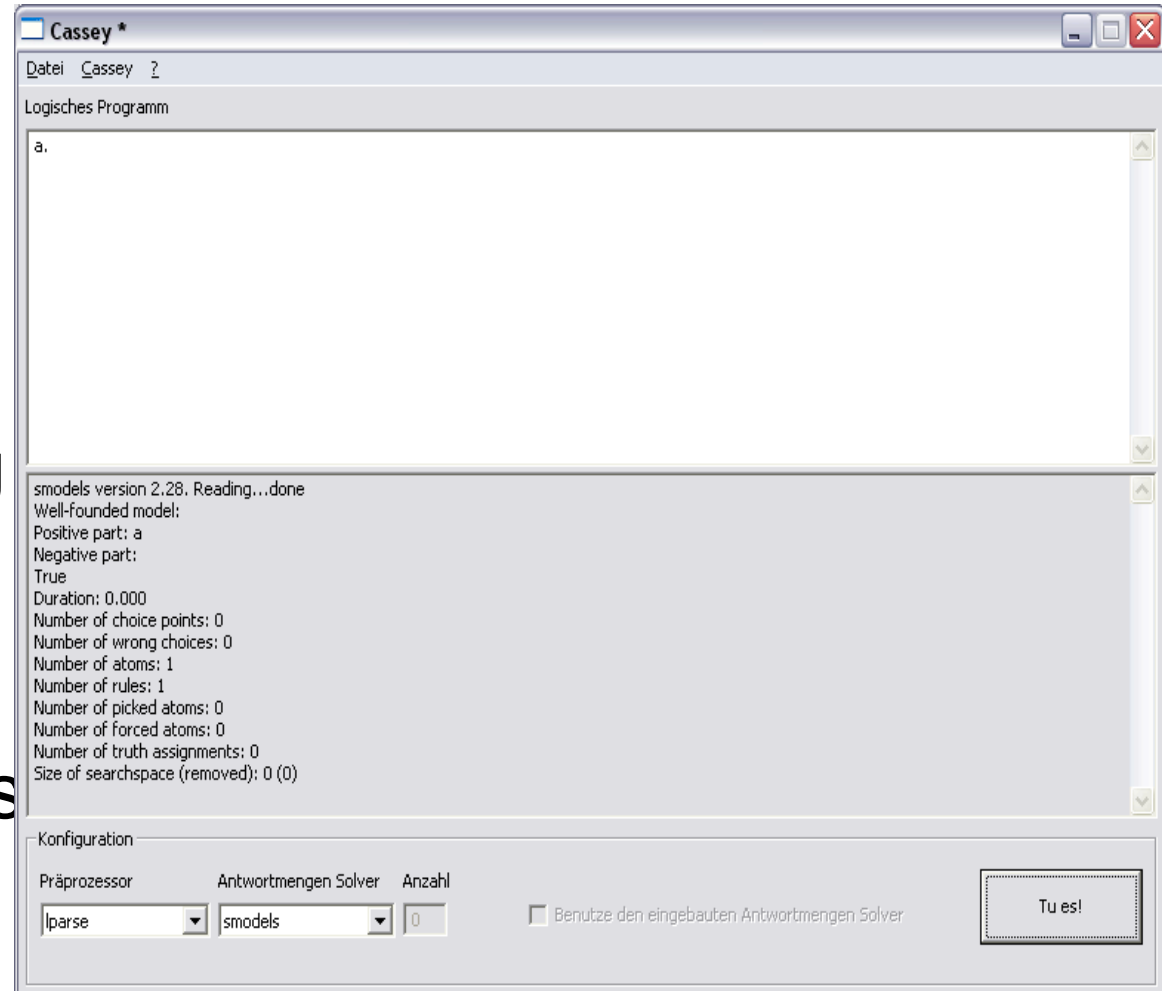 Cassey *
Datei Cassey ?
Logisches Programm
a.
smodels version 2.28. Reading...done
Well-founded model:
Positive part: a
Negative part:
True
Duration: 0.000
Number of choice points: 0
Number of wrong choices: 0
Number of atoms: 1
Number of rules: 1
Number of picked atoms: 0
Number of forced atoms: 0
Number of truth assignments: 0
Size of searchspace (removed): 0 (0)
Konfiguration
Präprozessor Antwortmengen Solver Anzahl
lparse smodels 0 Benutze den eingebauten Antwortmengen Solver Tu es!